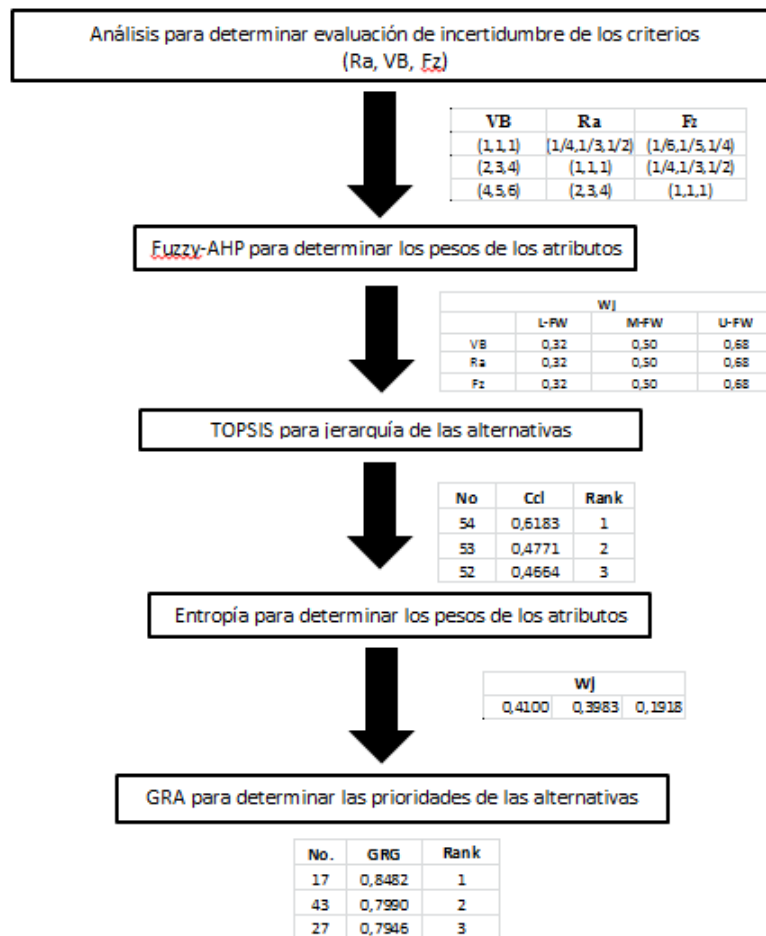 Análisis para determinar evaluación de incertidumbre de los criterios
(Ra, VB, Fz)
VB Ra Fz
(1,1,1) (1/4,1/3,1/2) (1/6,1/5,1/4)
(2,3,4) (1,1,1) (1/4,1/3,1/2)
(4,5,6) (2,3,4) (1,1,1)
Fuzzy-AHP para determinar los pesos de los atributos
Wj
L-FW M-FW U-FW
VB 0,32 0,50 0,68
Ra 0,32 0,50 0,68
Fz 0,32 0,50 0,68
TOPSIS para jerarquía de las alternativas
No Ccl Rank
54 0,6183 1
53 0,4771 2
52 0,4664 3
Entropía para determinar los pesos de los atributos
Wj
0,4100 0,3983 0,1918
GRA para determinar las prioridades de las alternativas
No. GRG Rank
17 0,8482 1
43 0,7990 2
27 0,7946 3